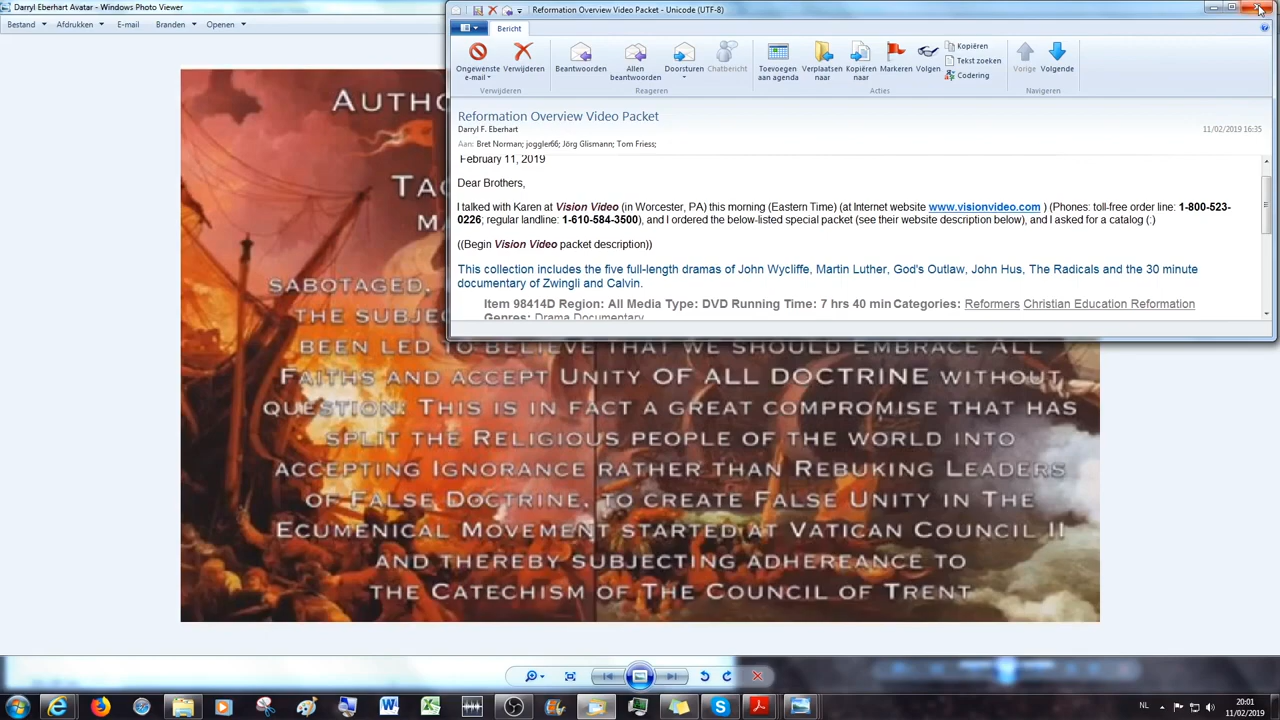 Darryl Eberhart Avatar - Windows Photo Viewer
Bestand Afdrukken E-mail Branden Openen
Reformation Overview Video Packet - Unicode (UTF-8)
Bericht
Ongewenste e-mail Verwijderen Beantwoorden Allen beantwoorden Doorsturen Chatbericht Toevoegen aan agenda Verplaatsen naar Kopiëren naar Markeren Volgen Kopiëren Tekst zoeken Codering Vorige Volgende
Verwijderen Reageren Acties Navigeren
Reformation Overview Video Packet
Darryl F. Eberhart 11/02/2019 16:35
Aan: Bret Norman; joggler66; Jörg Glismann; Tom Friess;
February 11, 2019
Dear Brothers,
I talked with Karen at Vision Video (in Worcester, PA) this morning (Eastern Time) (at Internet website www.visionvideo.com ) (Phones: toll-free order line: 1-800-523-
0226; regular landline: 1-610-584-3500), and I ordered the below-listed special packet (see their website description below), and I asked for a catalog (:)
((Begin Vision Video packet description))
This collection includes the five full-length dramas of John Wycliffe, Martin Luther, God's Outlaw, John Hus, The Radicals and the 30 minute
documentary of Zwingli and Calvin.
Item 98414D Region: All Media Type: DVD Running Time: 7 hrs 40 min Categories: Reformers Christian Education Reformation
Genres: Drama Documentary
AUTHO
TAC
M
SABOTAGED,
THE SUBJEC
BEEN LED TO BELIEVE THAT WE SHOULD EMBRACE ALL
FAITHS AND ACCEPT UNITY OF ALL DOCTRINE WITHOUT
QUESTION: THIS IS IN FACT A GREAT COMPROMISE THAT HAS
SPLIT THE RELIGIOUS PEOPLE OF THE WORLD INTO
ACCEPTING IGNORANCE RATHER THAN REBUKING LEADERS
OF FALSE DOCTRINE, TO CREATE FALSE UNITY IN THE
ECUMENICAL MOVEMENT STARTED AT VATICAN COUNCIL II
AND THEREBY SUBJECTING ADHEREANCE TO
THE CATECHISM OF THE COUNCIL OF TRENT
NL 20:01
11/02/2019